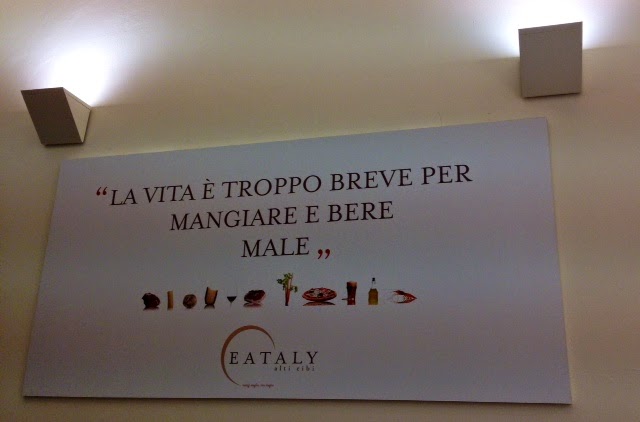 “LA VITA È TROPPO BREVE PER
MANGIARE E BERE
MALE„
EATALY
alti cibi